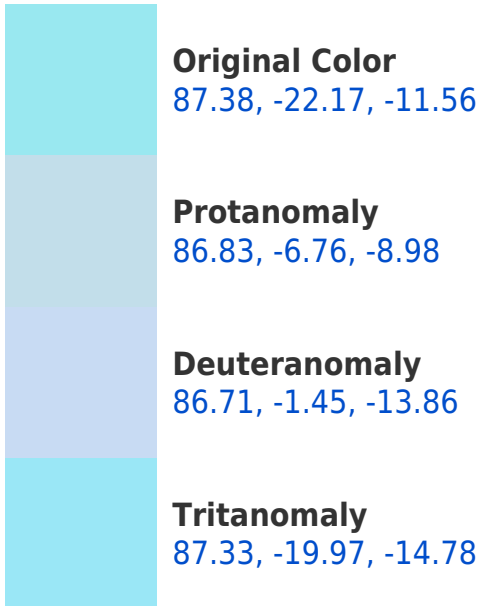 Original Color
87.38, -22.17, -11.56
Protanomaly
86.83, -6.76, -8.98
Deuteranomaly
86.71, -1.45, -13.86
Tritanomaly
87.33, -19.97, -14.78